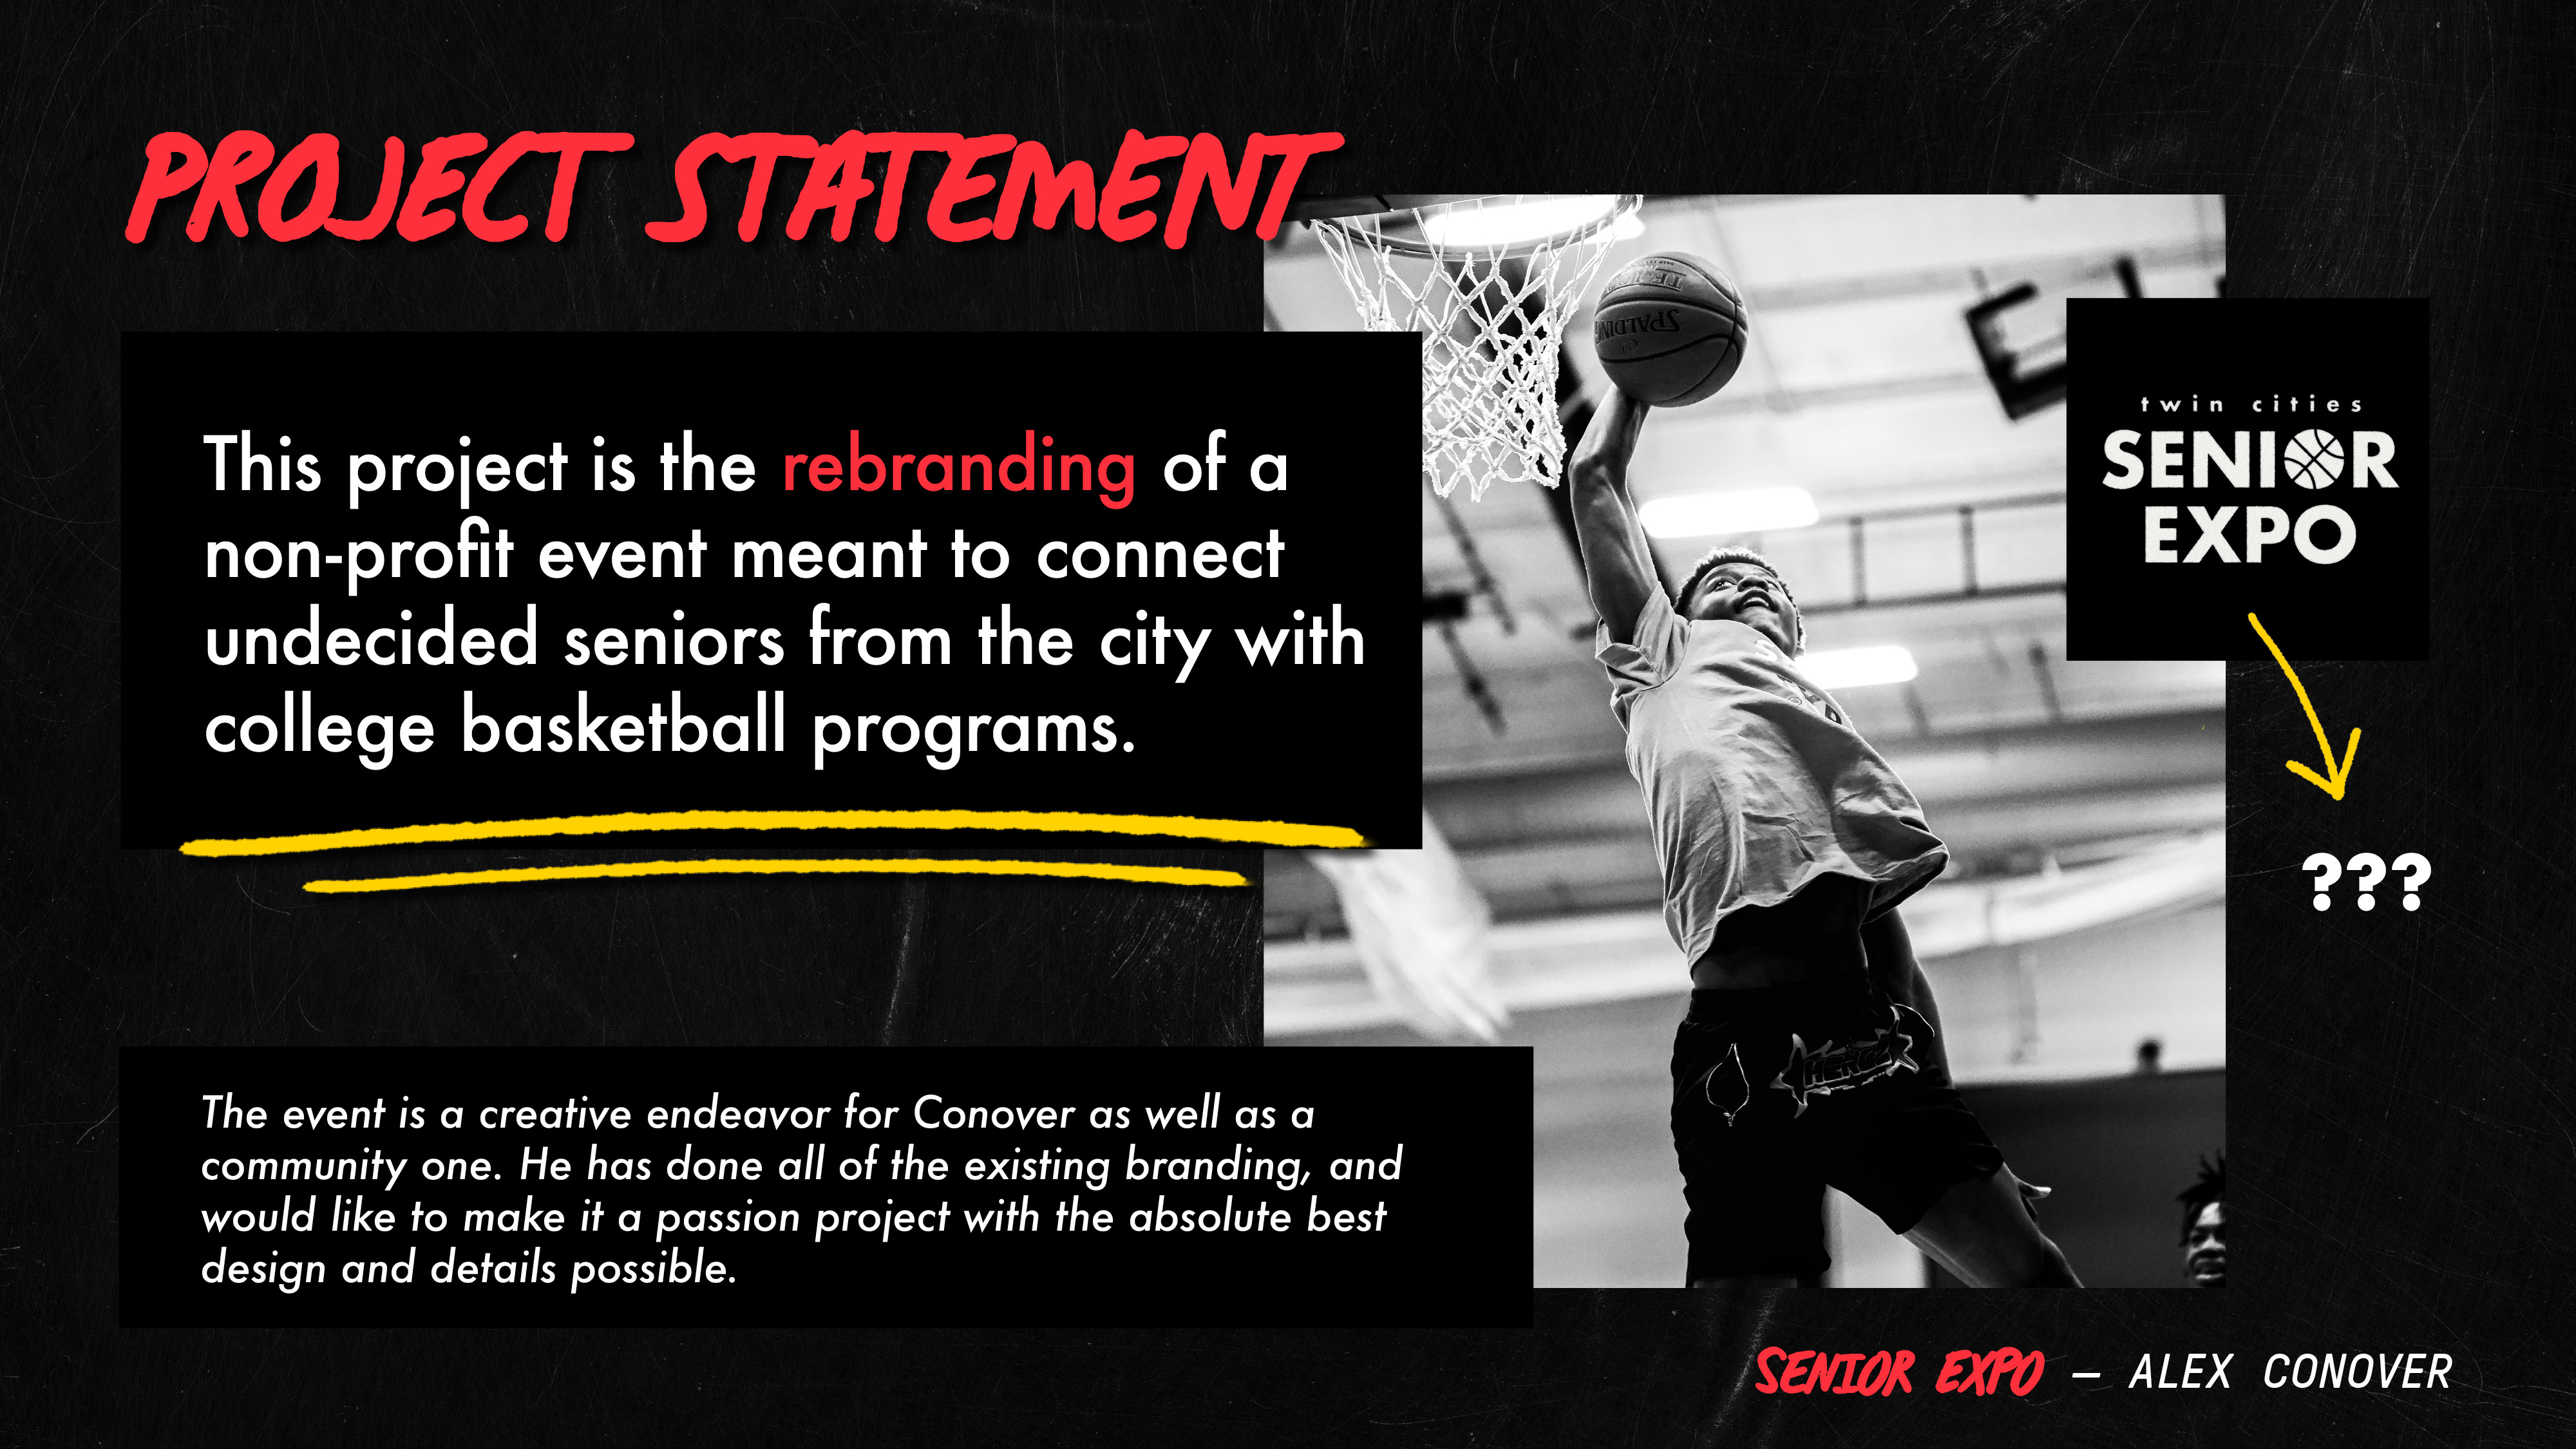 PROJECT STATEMENT
This project is the rebranding of a
non-profit event meant to connect
undecided seniors from the city with
college basketball programs.
twin cities
SENIOR
EXPO
???
SPALDING
The event is a creative endeavor for Conover as well as a
community one. He has done all of the existing branding, and
would like to make it a passion project with the absolute best
design and details possible.
SENIOR EXPO – ALEX CONOVER